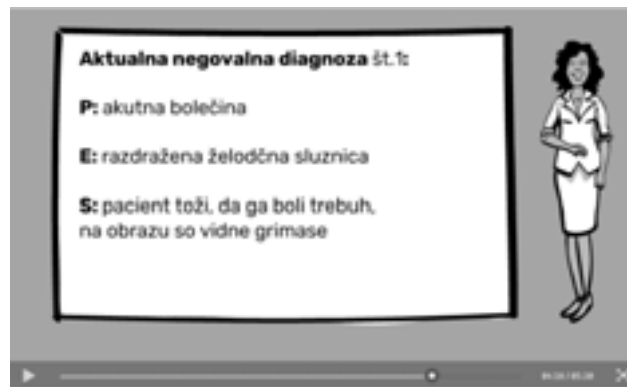 Aktualna negovalna diagnoza št.1:
P: akutna bolečina
E: razdražena želodčna sluznica
S: pacient toži, da ga boli trebuh,
na obrazu so vidne grimase